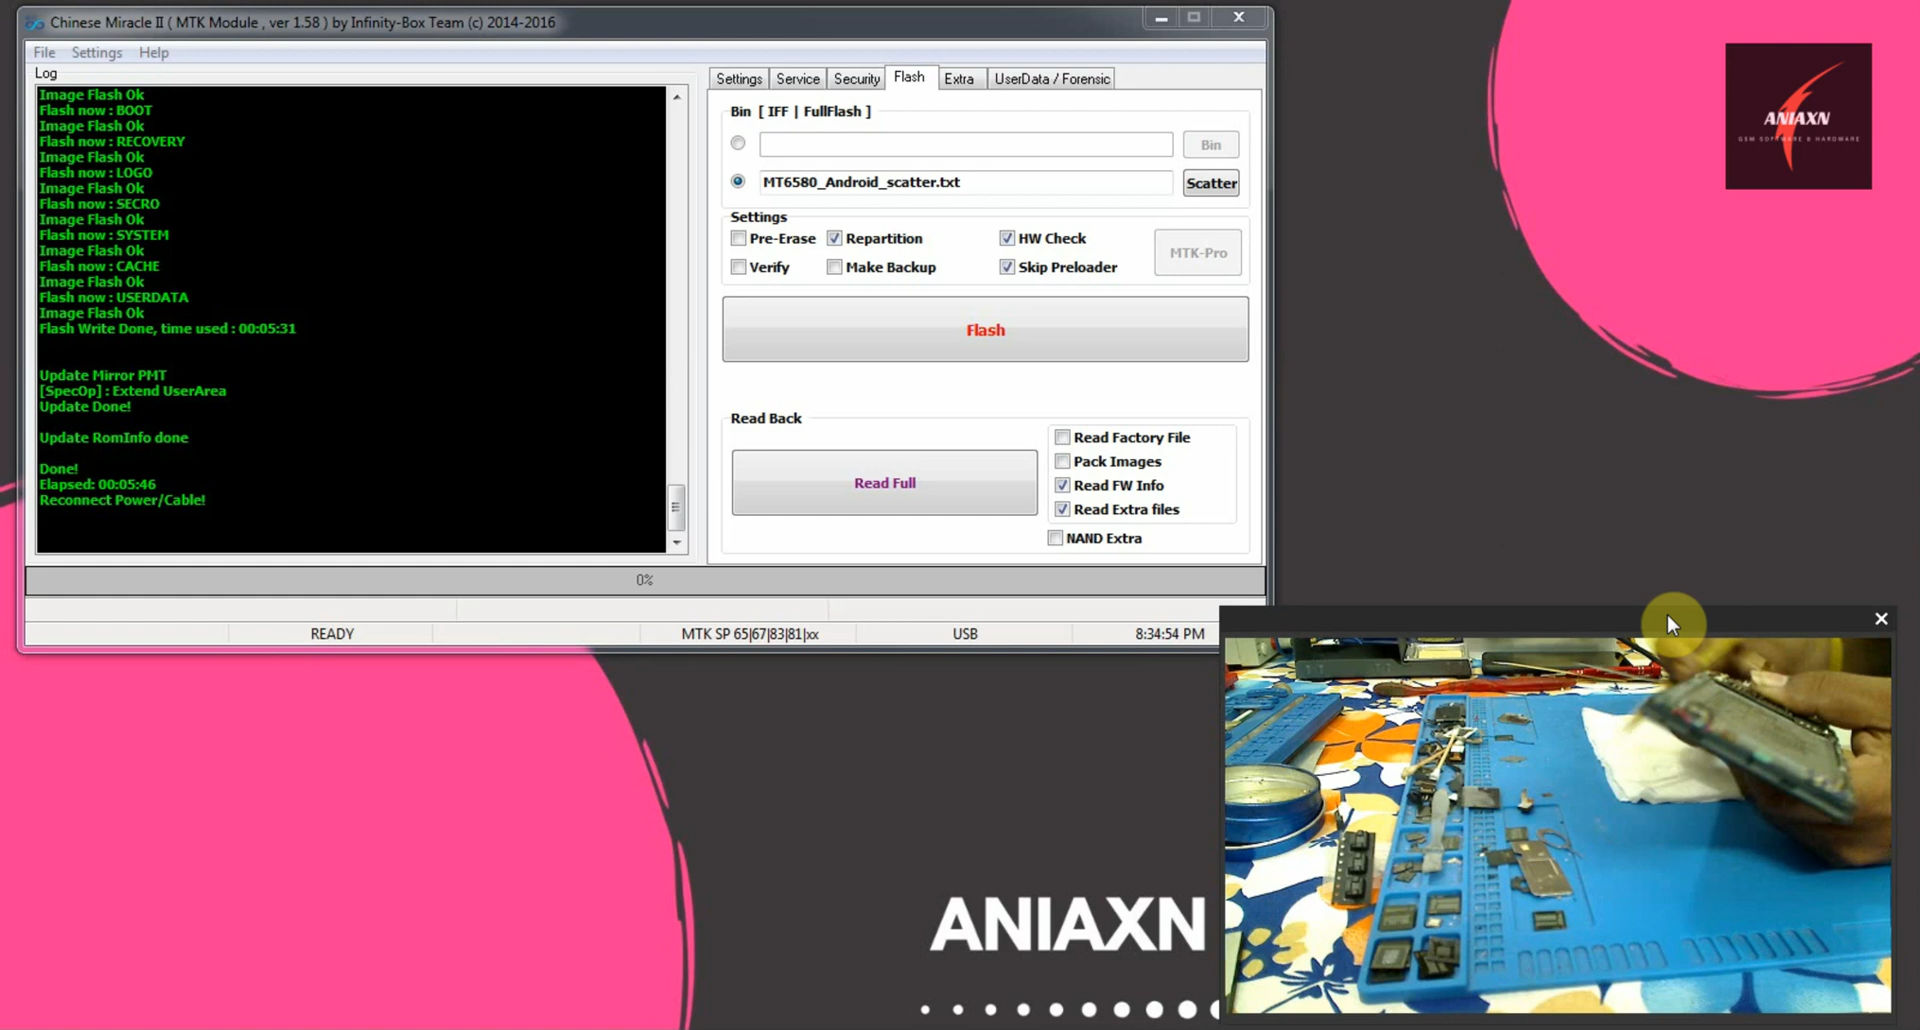 Chinese Miracle II ( MTK Module , ver 1.58 ) by Infinity-Box Team (c) 2014-2016
File Settings Help
Log
Image Flash Ok
Flash now : BOOT
Image Flash Ok
Flash now : RECOVERY
Image Flash Ok
Flash now : LOGO
Image Flash Ok
Flash now : SECRO
Image Flash Ok
Flash now : SYSTEM
Image Flash Ok
Flash now : CACHE
Image Flash Ok
Flash now : USERDATA
Image Flash Ok
Flash Write Done, time used : 00:05:31
Update Mirror PMT
[SpecOp] : Extend UserArea
Update Done!
Update RomInfo done
Done!
Elapsed: 00:05:46
Reconnect Power/Cable!
Settings Service Security Flash Extra UserData / Forensic
Bin [ IFF | FullFlash ]
Bin
MT6580_Android_scatter.txt Scatter
Settings
Pre-Erase Repartition HW Check
MTK-Pro
Verify Make Backup Skip Preloader
Flash
Read Back
Read Full
Read Factory File
Pack Images
Read FW Info
Read Extra files
NAND Extra
0%
READY MTK SP 65|67|83|81|xx USB 8:34:54 PM
ANIAXN
GSM SOFTWARE & HARDWARE
ANIAXN